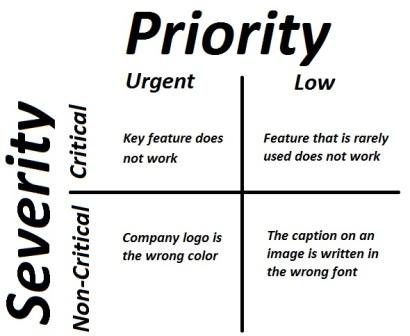 Priority
Urgent
Low
Severity
Critical
Key feature does
not work
Feature that is rarely
used does not work
Non-Critical
Company logo is
the wrong color
The caption on an
image is written in
the wrong font